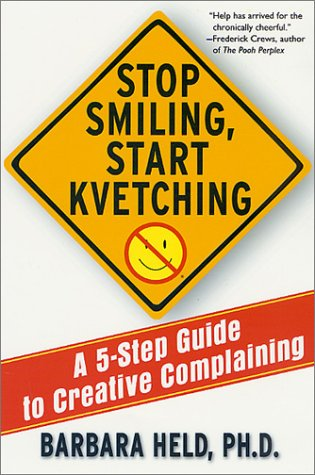 "Help has arrived for the
chronically cheerful."
–Frederick Crews, author of
The Pooh Perplex
STOP
SMILING,
START
KVETCHING
A 5-Step Guide
to Creative Complaining
BARBARA HELD, PH.D.